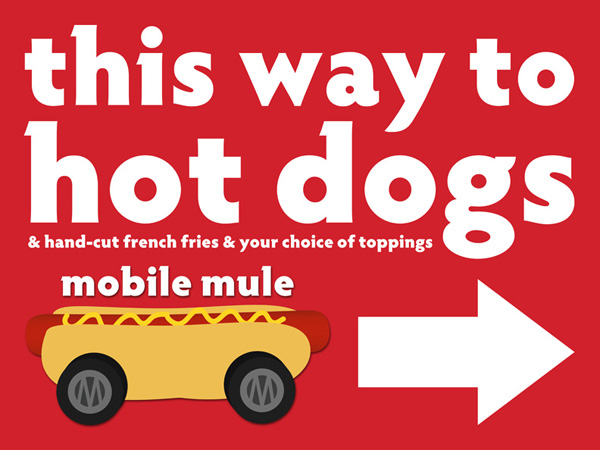 this way to
hot dogs
& hand-cut french fries & your choice of toppings
mobile mule
M M